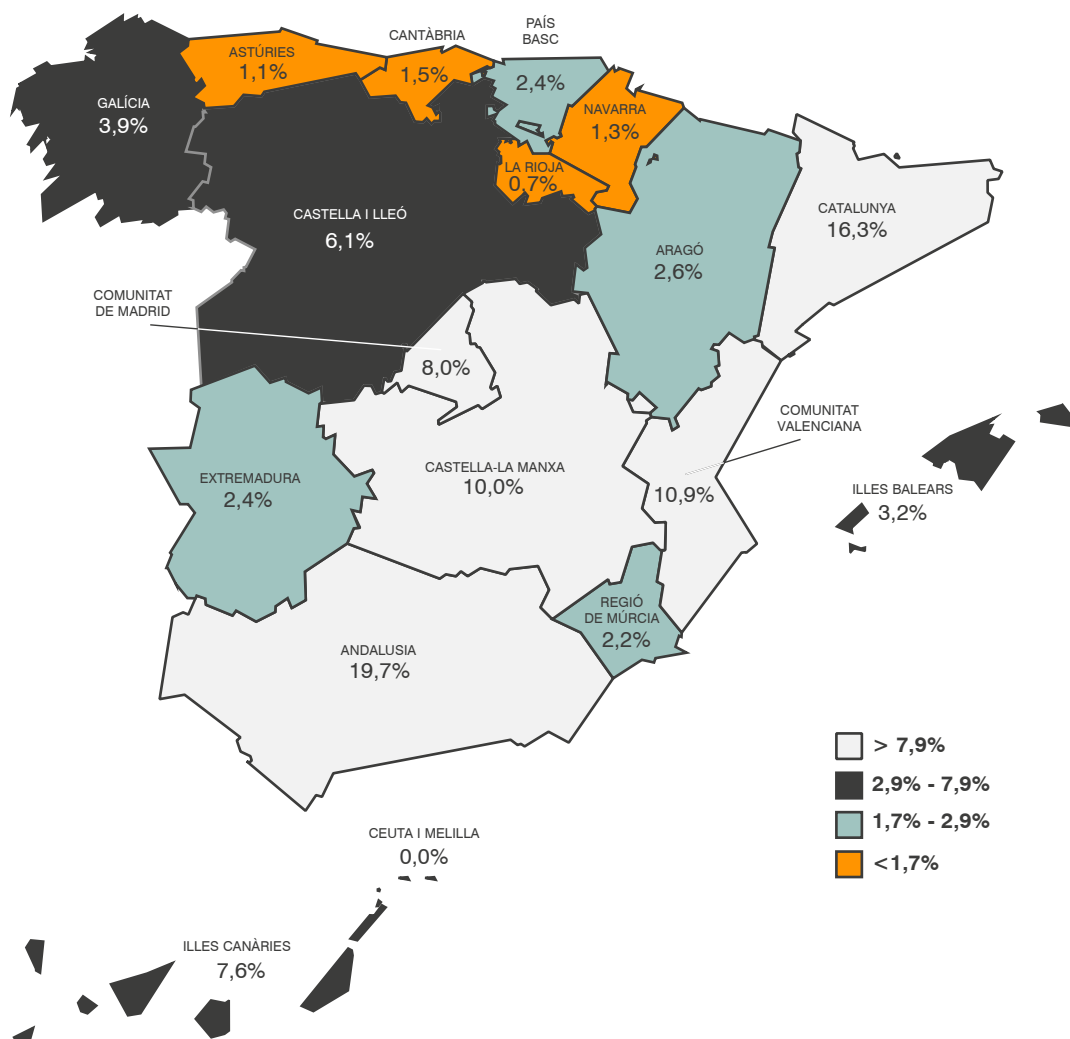 PAÍS
BASC
CANTÀBRIA
ASTÚRIES
1,1%
1,5%
2,4%
GALÍCIA
3,9%
NAVARRA
1,3%
LA RIOJA
0,7%
CASTELLA I LLEÓ
6,1%
CATALUNYA
16,3%
ARAGÓ
2,6%
COMUNITAT
DE MADRID
8,0%
COMUNITAT
VALENCIANA
10,9%
CASTELLA-LA MANXA
10,0%
EXTREMADURA
2,4%
ILLES BALEARS
3,2%
REGIÓ
DE MÚRCIA
2,2%
ANDALUSIA
19,7%
> 7,9%
2,9% - 7,9%
1,7% - 2,9%
<1,7%
CEUTA I MELILLA
0,0%
ILLES CANÀRIES
7,6%